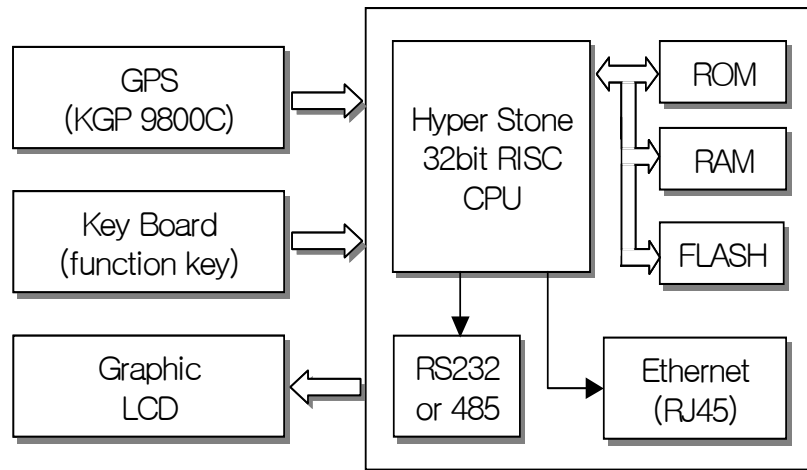 GPS
(KGP 9800C)
Key Board
(function key)
Graphic
LCD
Hyper Stone
32bit RISC
CPU
ROM
RAM
FLASH
RS232
or 485
Ethernet
(RJ45)